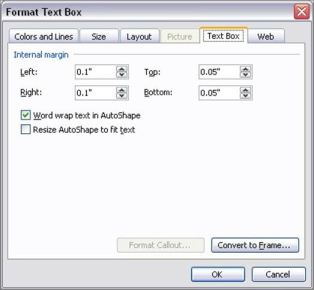 Format Text Box
Colors and Lines Size Layout Picture Text Box Web
Internal margin
Left: 0.1" Top: 0.05"
Right: 0.1" Bottom: 0.05"
Word wrap text in AutoShape
Resize AutoShape to fit text
Format Callout... Convert to Frame...
OK Cancel